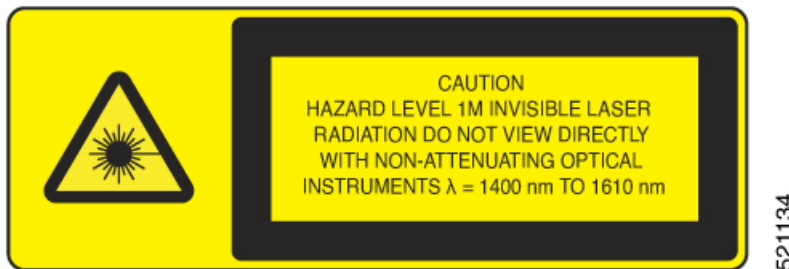 CAUTION
HAZARD LEVEL 1M INVISIBLE LASER
RADIATION DO NOT VIEW DIRECTLY
WITH NON-ATTENUATING OPTICAL
INSTRUMENTS λ = 1400 nm TO 1610 nm
521134